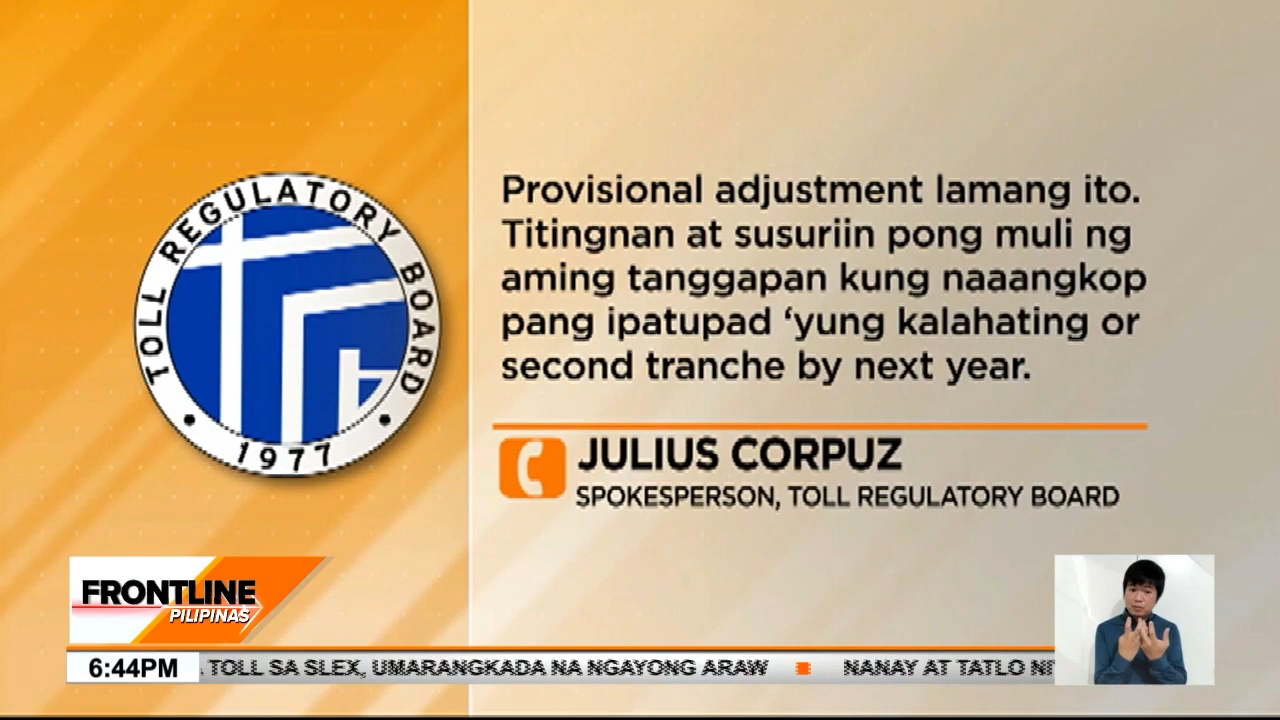 TOLL REGULATORY BOARD
1977
Provisional adjustment lamang ito.
Titingnan at susuriin pong muli ng
aming tanggapan kung naaangkop
pang ipatupad ‘yung kalahating or
second tranche by next year.
JULIUS CORPUZ
SPOKESPERSON, TOLL REGULATORY BOARD
FRONTLINE
PILIPINAS
6:44PM
TOLL SA SLEX, UMARANGKADA NA NGAYONG ARAW
NANAY AT TATLO